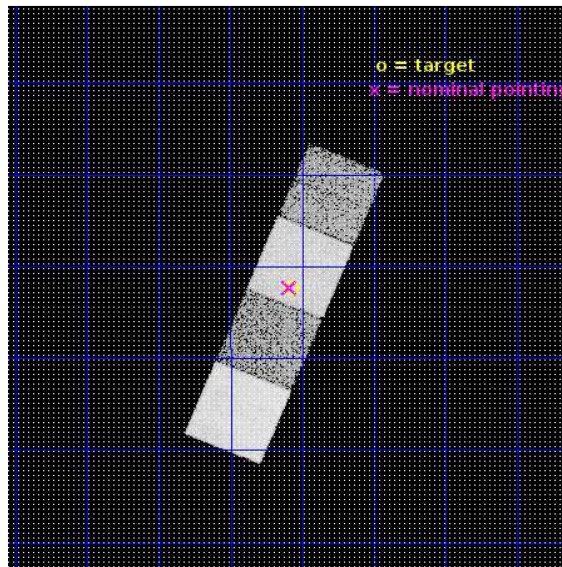 o = target
x = nominal pointing